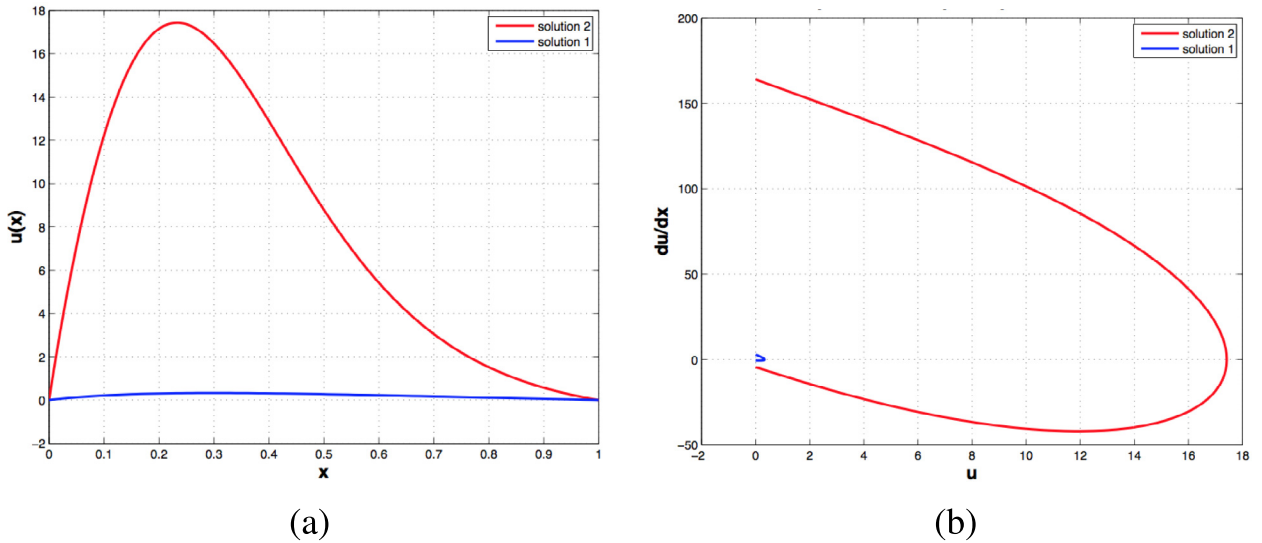 18
16
14
12
10
8
6
4
2
0
−2
u(x)
0 0.1 0.2 0.3 0.4 0.5 0.6 0.7 0.8 0.9 1
x
solution 2
solution 1
(a)
200
150
100
50
0
−50
du/dx
−2 0 2 4 6 8 10 12 14 16 18
u
solution 2
solution 1
(b)